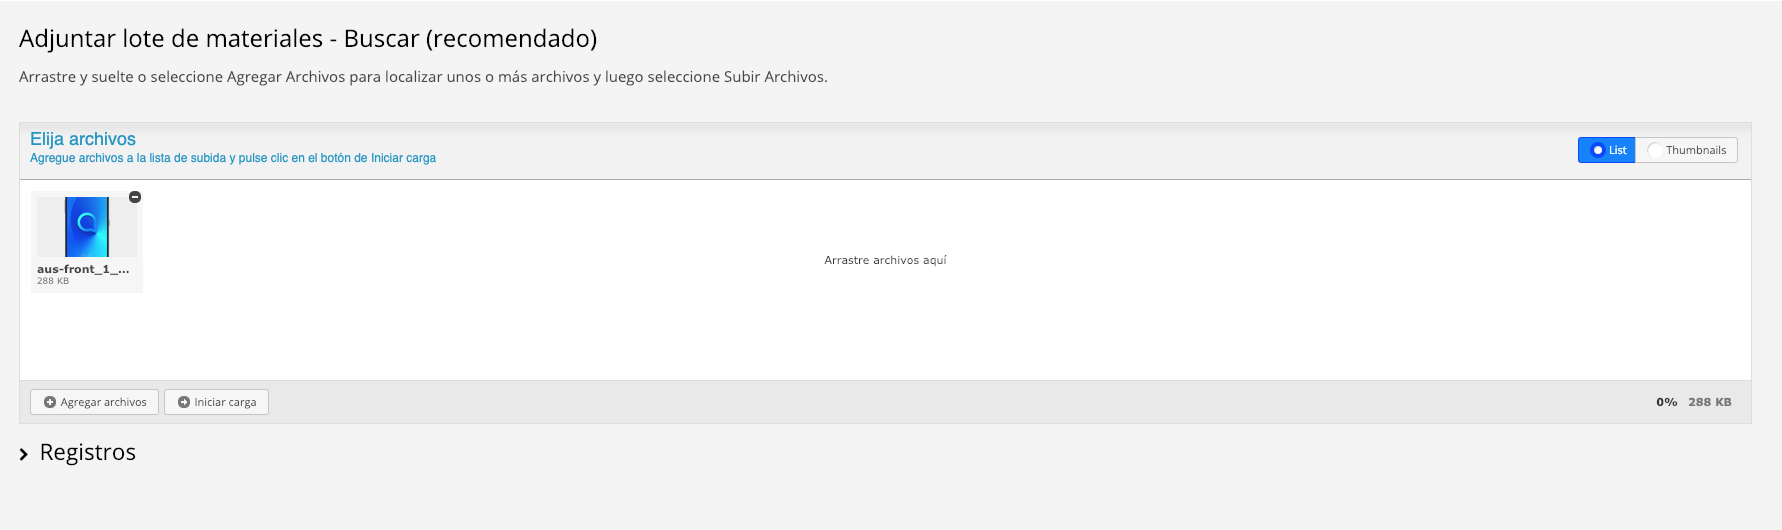 Adjuntar lote de materiales - Buscar (recomendado)
Arrastre y suelte o seleccione Agregar Archivos para localizar unos o más archivos y luego seleccione Subir Archivos.
Elija archivos
Agregue archivos a la lista de subida y pulse clic en el botón de Iniciar carga
List Thumbnails
aus-front_1_...
288 KB
Arrastre archivos aquí
Agregar archivos Iniciar carga 0% 288 KB
Registros